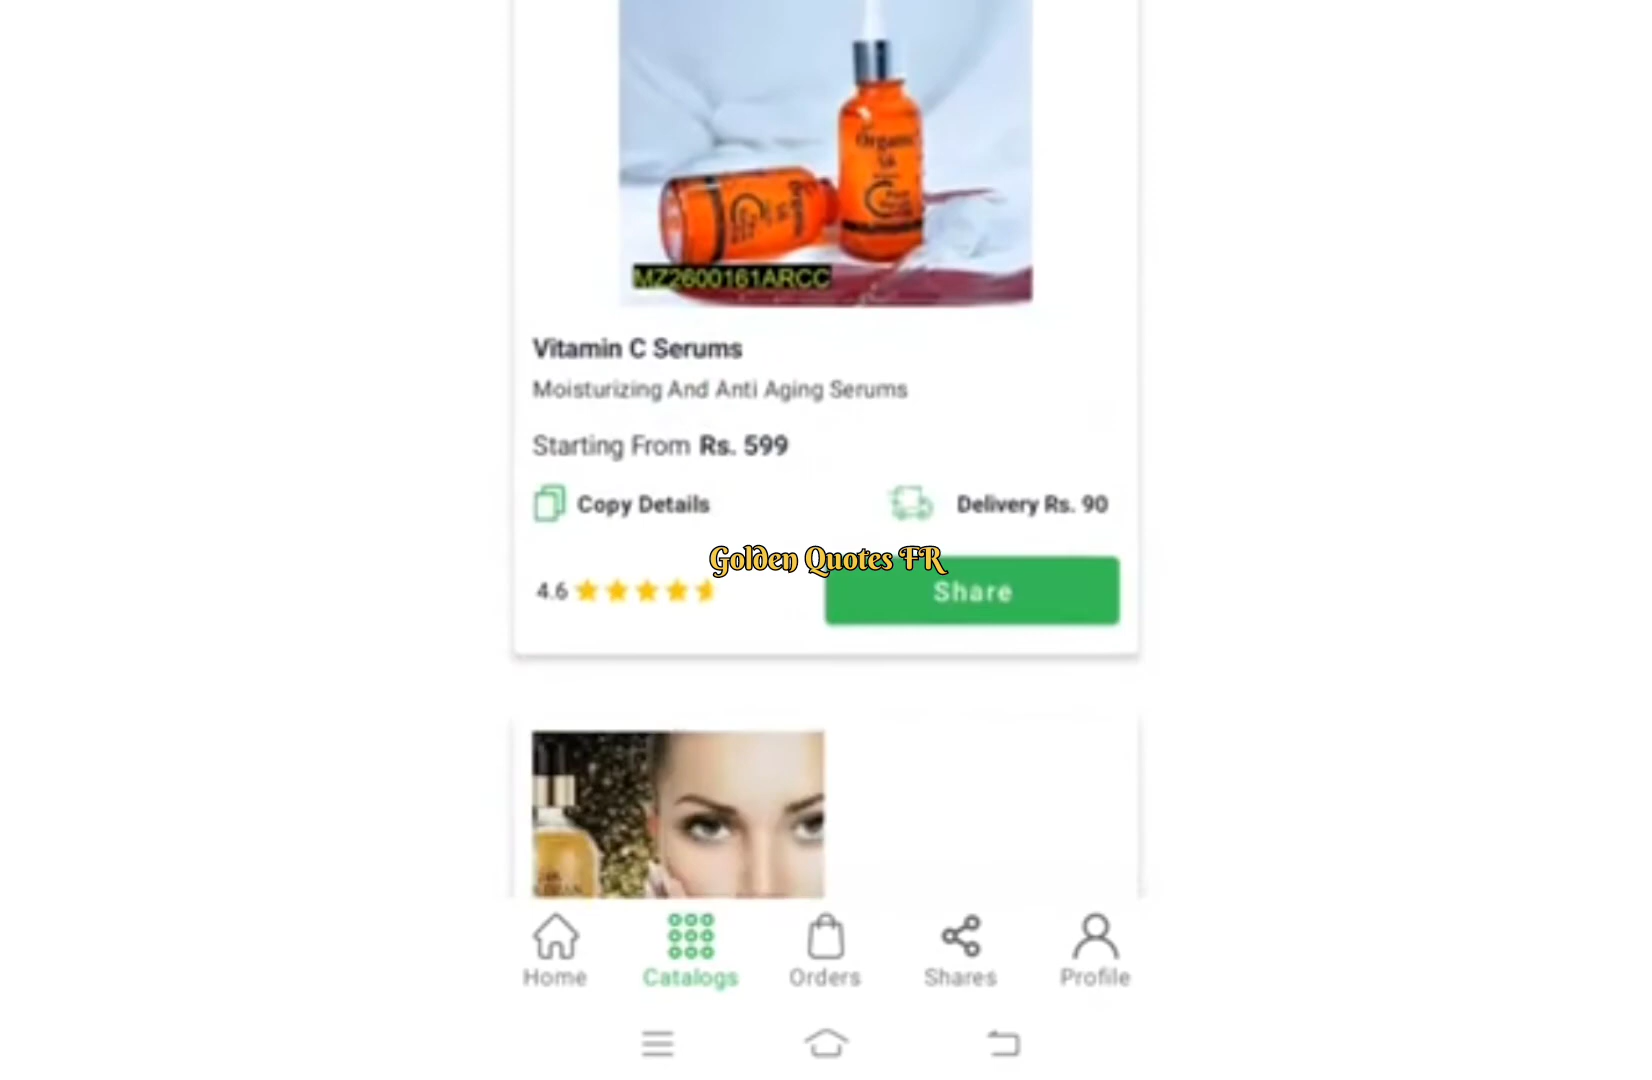 Organic
MZ2600161ARCC
Vitamin C Serums
Moisturizing And Anti Aging Serums
Starting From Rs. 599
Copy Details
Delivery Rs. 90
Golden Quotes FR
4.6
Share
Home
Catalogs
Orders
Shares
Profile